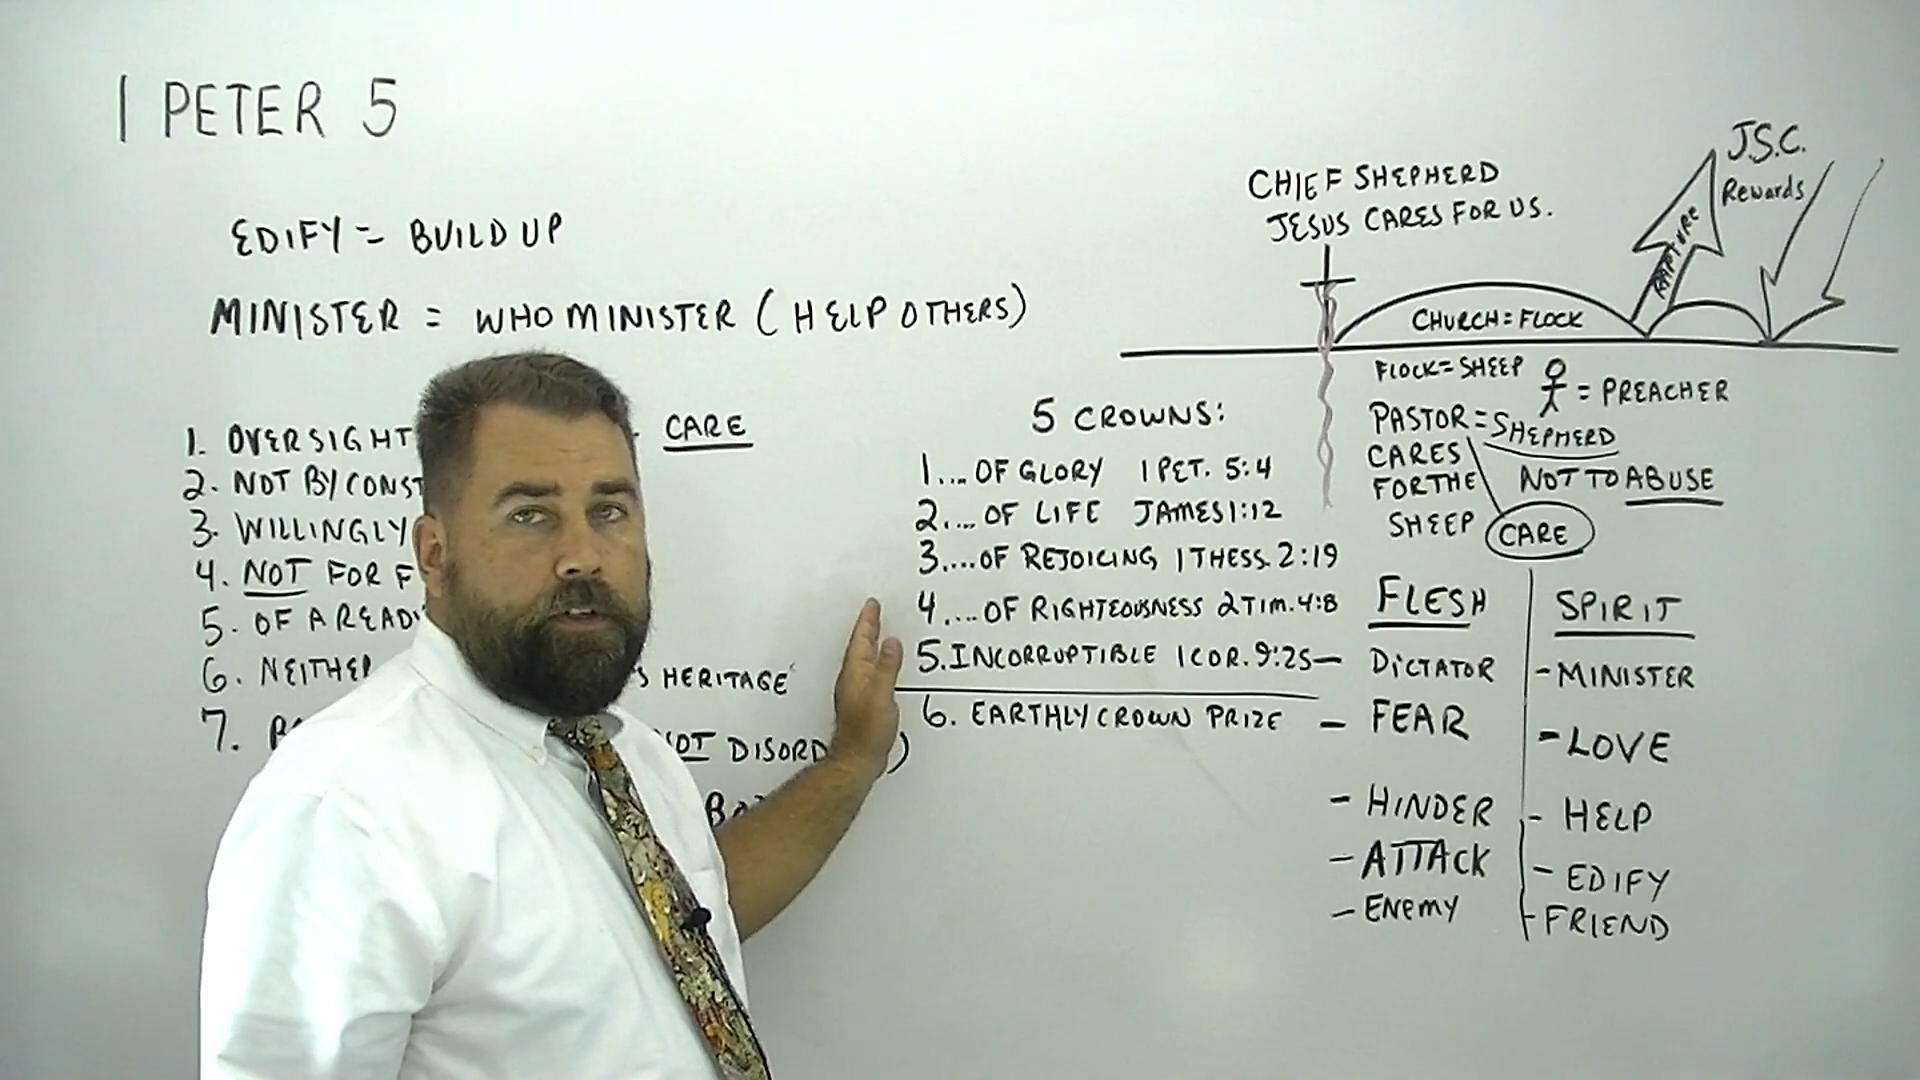 1 PETER 5
EDIFY = BUILD UP
MINISTER = WHO MINISTER (HELP OTHERS)
1. OVERSIGHT CARE
2. NOT BY
3. WILLINGLY
4. NOT FOR
5. OF A
6. NEITHER HERITAGE
7.
NOT
5 CROWNS:
1.... OF GLORY 1 PET. 5:4
2.... OF LIFE JAMES 1:12
3.... OF REJOICING 1 THESS. 2:19
4.... OF RIGHTEOUSNESS 2 TIM. 4:8
5. INCORRUPTIBLE 1 COR. 9:25
6. EARTHLY CROWN PRIZE
CHIEF SHEPHERD
JESUS CARES FOR US.
J.S.C.
Rewards
RAPTURE
CHURCH = FLOCK
FLOCK = SHEEP
= PREACHER
PASTOR = SHEPHERD
CARES
FOR THE
SHEEP
NOT TO ABUSE
CARE
FLESH
- DICTATOR
- FEAR
- HINDER
- ATTACK
- ENEMY
SPIRIT
- MINISTER
- LOVE
- HELP
- EDIFY
- FRIEND